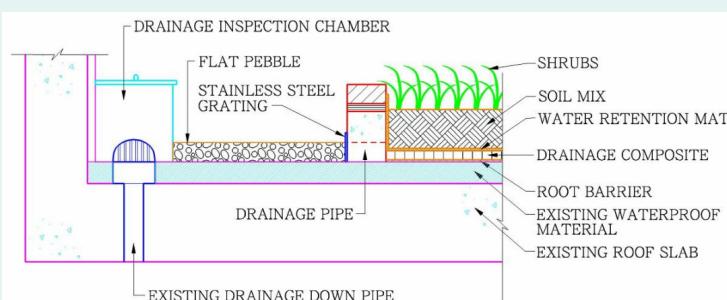 DRAINAGE INSPECTION CHAMBER
FLAT PEBBLE
STAINLESS STEEL
GRATING
SHRUBS
SOIL MIX
WATER RETENTION MAT
DRAINAGE COMPOSITE
ROOT BARRIER
DRAINAGE PIPE
EXISTING WATERPROOF
MATERIAL
EXISTING ROOF SLAB
EXISTING DRAINAGE DOWN PIPE